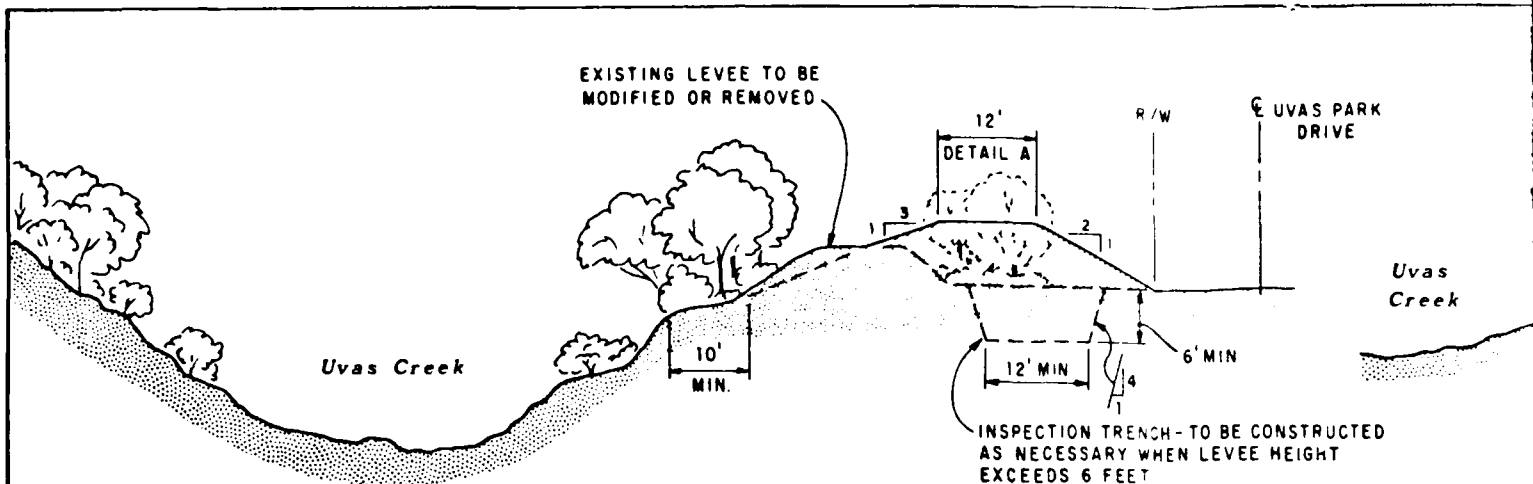 EXISTING LEVEE TO BE
MODIFIED OR REMOVED
12'
DETAIL A
R/W
℄ UVAS PARK
DRIVE
1
3
2
1
Uvas
Creek
Uvas Creek
10'
MIN.
12' MIN
6' MIN
4
1
INSPECTION TRENCH - TO BE CONSTRUCTED
AS NECESSARY WHEN LEVEE HEIGHT
EXCEEDS 6 FEET